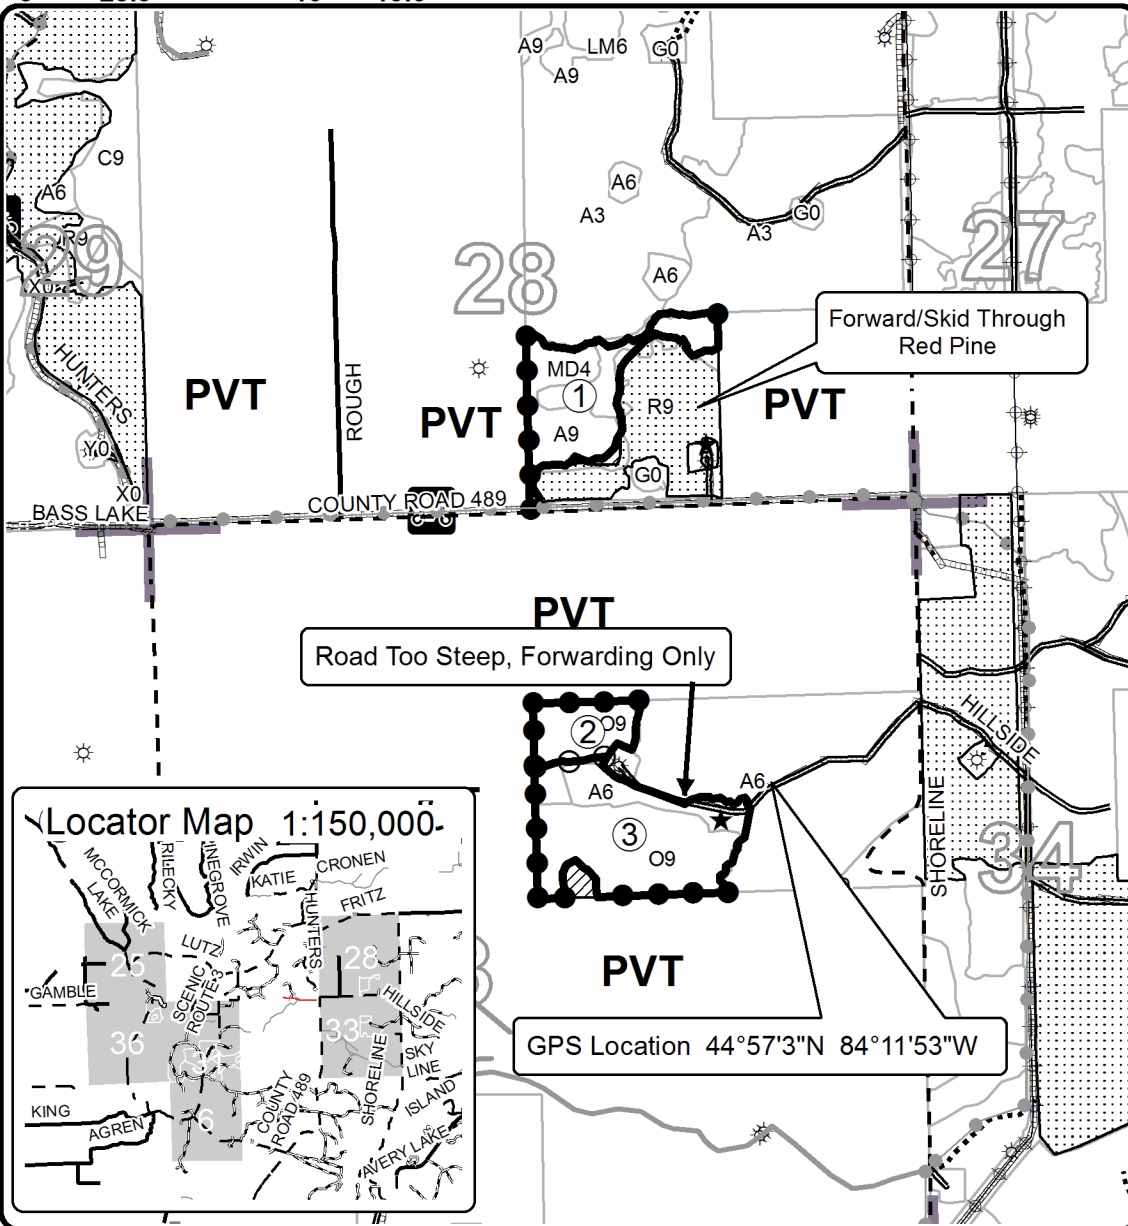 A9
LM6
G0
A9
C9
A6
A6
A3
G0
A3
R9
29
28
27
X0
A6
Forward/Skid Through
Red Pine
HUNTERS
PVT
ROUGH
PVT
MD4
1
R9
PVT
A9
Y0
G0
X0
BASS LAKE
COUNTY ROAD 489
PVT
Road Too Steep, Forwarding Only
2
O9
HILLSIDE
A6
A6
SHORELINE
3
O9
34
PVT
GPS Location 44°57'3"N 84°11'53"W
Locator Map 1:150,000
MCCORMICK
LAKE
RILECKY
INEGROVE
IRWIN
KATIE
CRONEN
HUNTERS
FRITZ
LUTZ
25
28
GAMBLE
SCENIC
ROUTE-3
HILLSIDE
36
31
33
SHORELINE
SKY
LINE
KING
AGREN
6
COUNTY
ROAD 489
ISLAND
AVERY LAKE